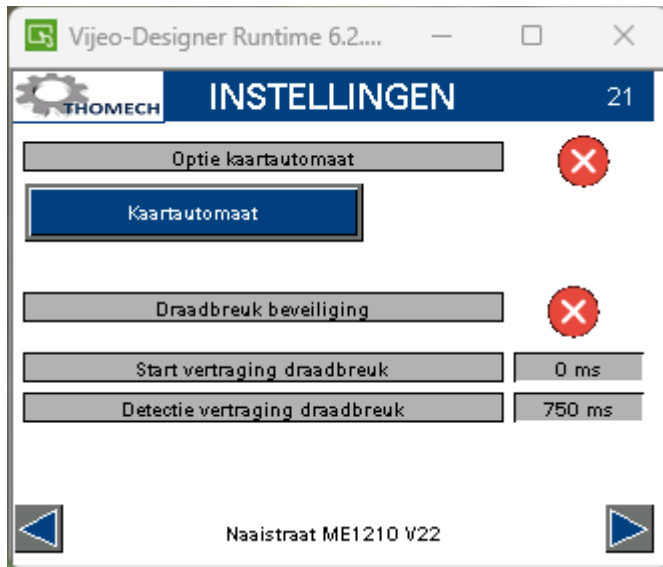 Vijeo-Designer Runtime 6.2....
THOMECH
INSTELLINGEN
21
Optie kaartautomaat
Kaartautomaat
Draadbreuk beveiliging
Start vertraging draadbreuk
0 ms
Detectie vertraging draadbreuk
750 ms
Naaistraat ME1210 V22